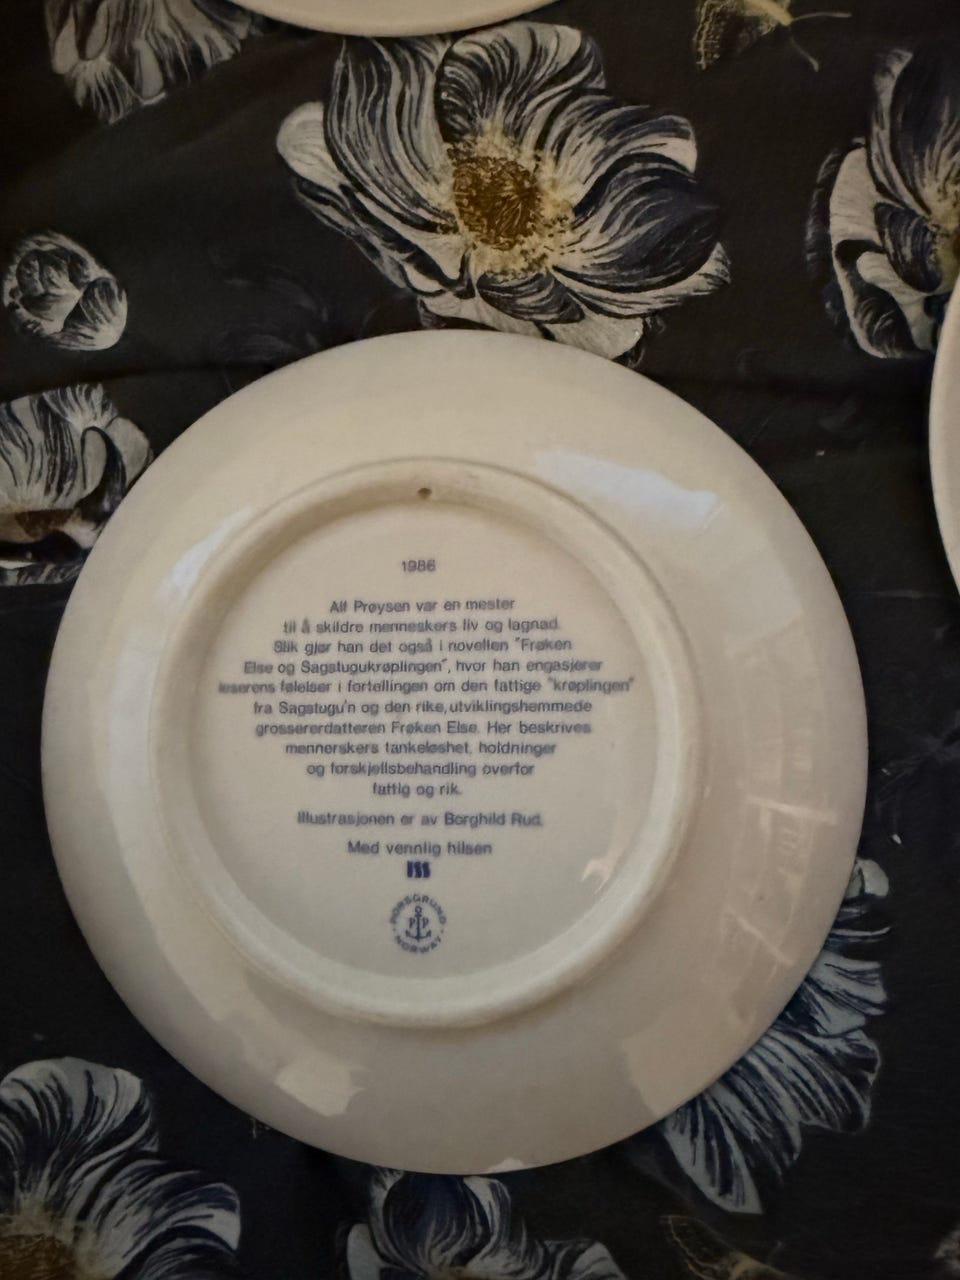 1986
Alf Prøysen var en mester
til å skildre menneskers liv og lagnad.
Slik gjør han det også i novellen "Frøken
Else og Sagstugukrøplingen", hvor han engasjerer
leserens følelser i fortellingen om den fattige "krøplingen"
fra Sagstugu'n og den rike, utviklingshemmede
grossererdatteren Frøken Else. Her beskrives
mennerskers tankeløshet, holdninger
og forskjellsbehandling overfor
fattig og rik.
Illustrasjonen er av Borghild Rud.
Med vennlig hilsen
ISS
PORSGRUND
PP
NORWAY